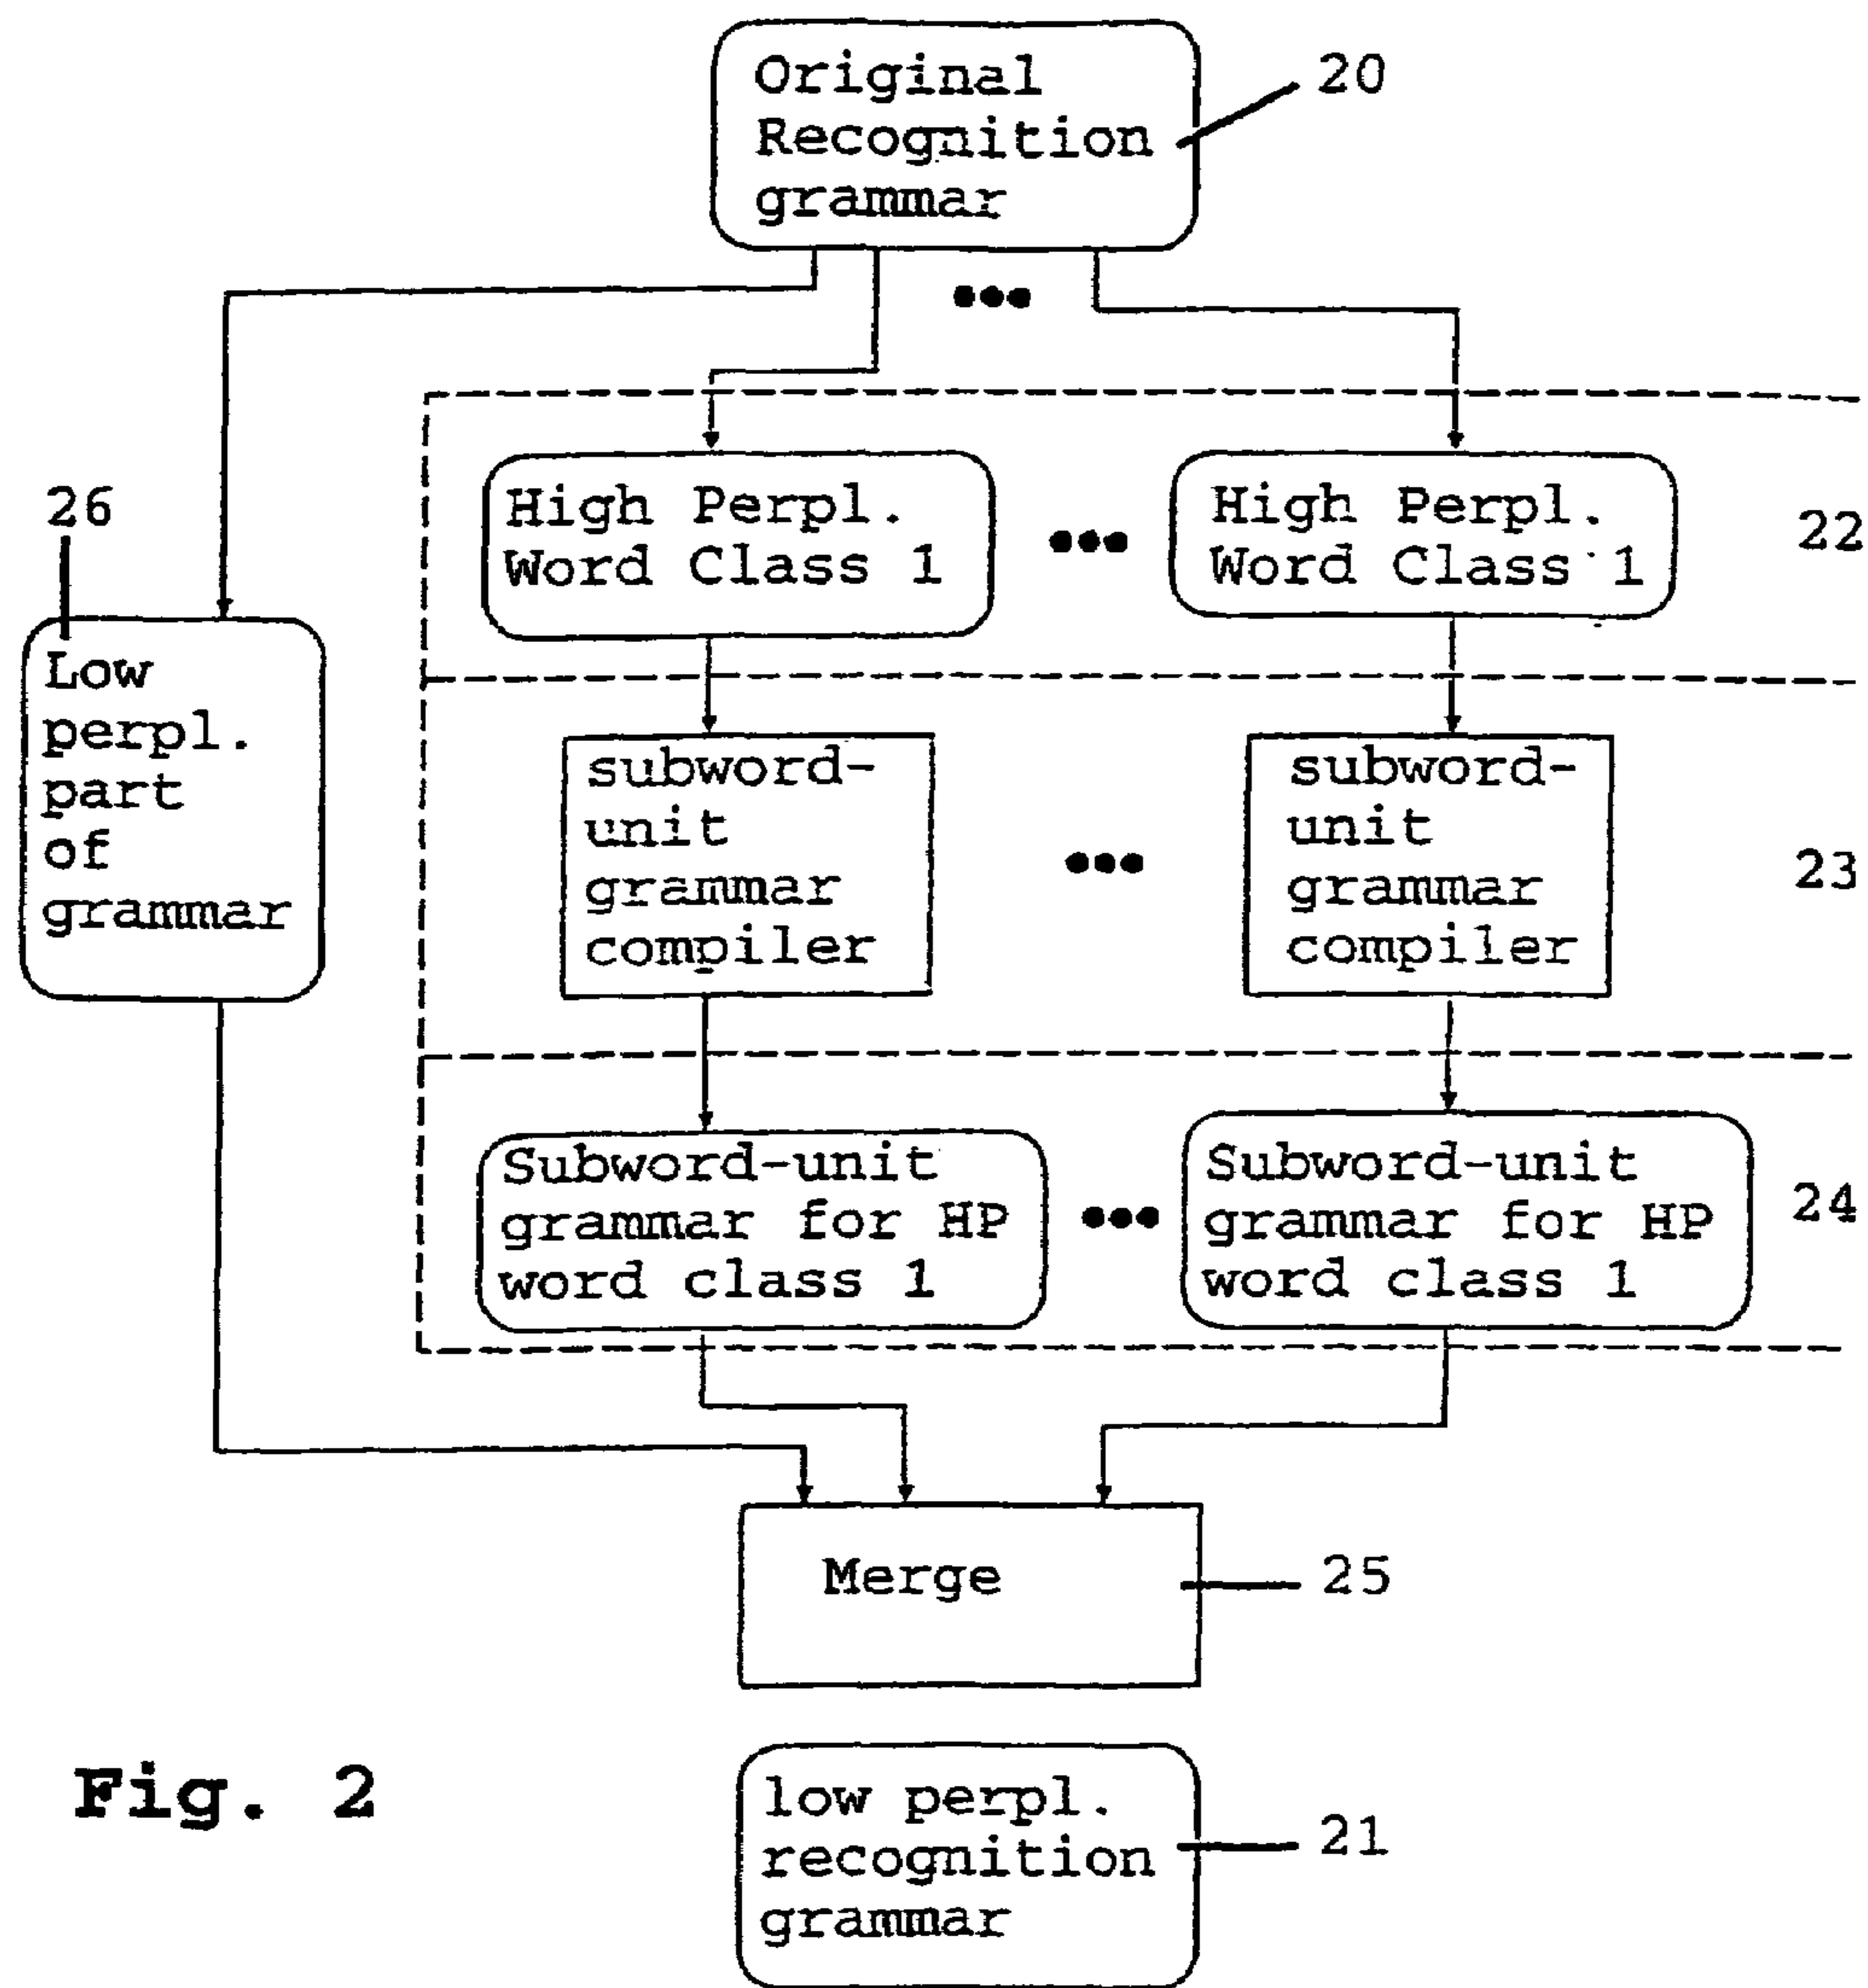 Original
Recognition
grammar
20
High Perpl.
Word Class 1
High Perpl.
Word Class 1
22
26
Low
perpl.
part
of
grammar
subword-
unit
grammar
compiler
subword-
unit
grammar
compiler
23
Subword-unit
grammar for HP
word class 1
Subword-unit
grammar for HP
word class 1
24
Merge
25
Fig. 2
low perpl.
recognition
grammar
21